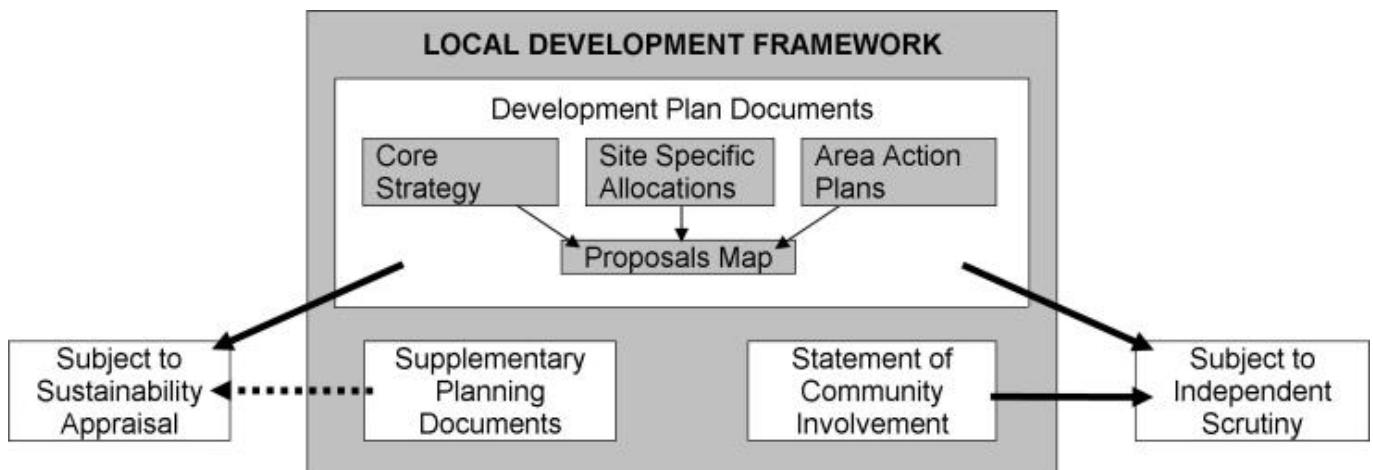 LOCAL DEVELOPMENT FRAMEWORK
Development Plan Documents
Core
Strategy
Site Specific
Allocations
Area Action
Plans
Proposals Map
Subject to
Sustainability
Appraisal
Supplementary
Planning
Documents
Statement of
Community
Involvement
Subject to
Independent
Scrutiny